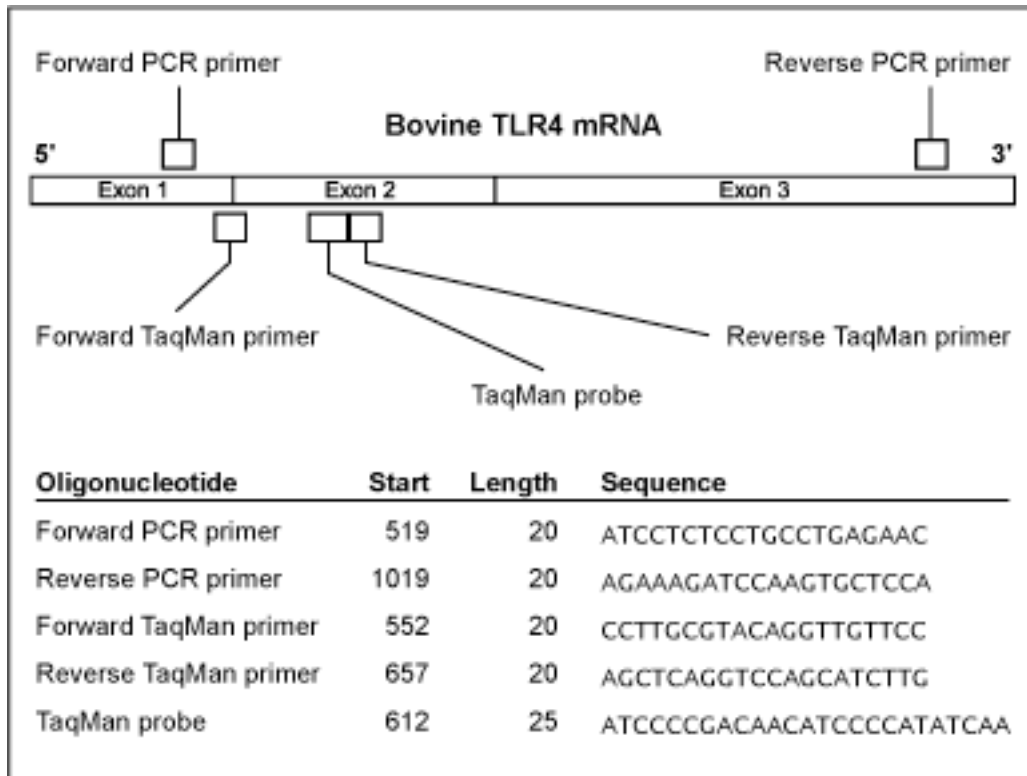 Forward PCR primer Reverse PCR primer
Bovine TLR4 mRNA
5' 3'
Exon 1 Exon 2 Exon 3
Forward TaqMan primer Reverse TaqMan primer
TaqMan probe
Oligonucleotide Start Length Sequence
Forward PCR primer 519 20 ATCCTCTCCTGCCTGAGAAC
Reverse PCR primer 1019 20 AGAAAGATCCAAGTGCTCCA
Forward TaqMan primer 552 20 CCTTGCGTACAGGTTGTTCC
Reverse TaqMan primer 657 20 AGCTCAGGTCCAGCATCTTG
TaqMan probe 612 25 ATCCCCGACAACATCCCCATATCAA